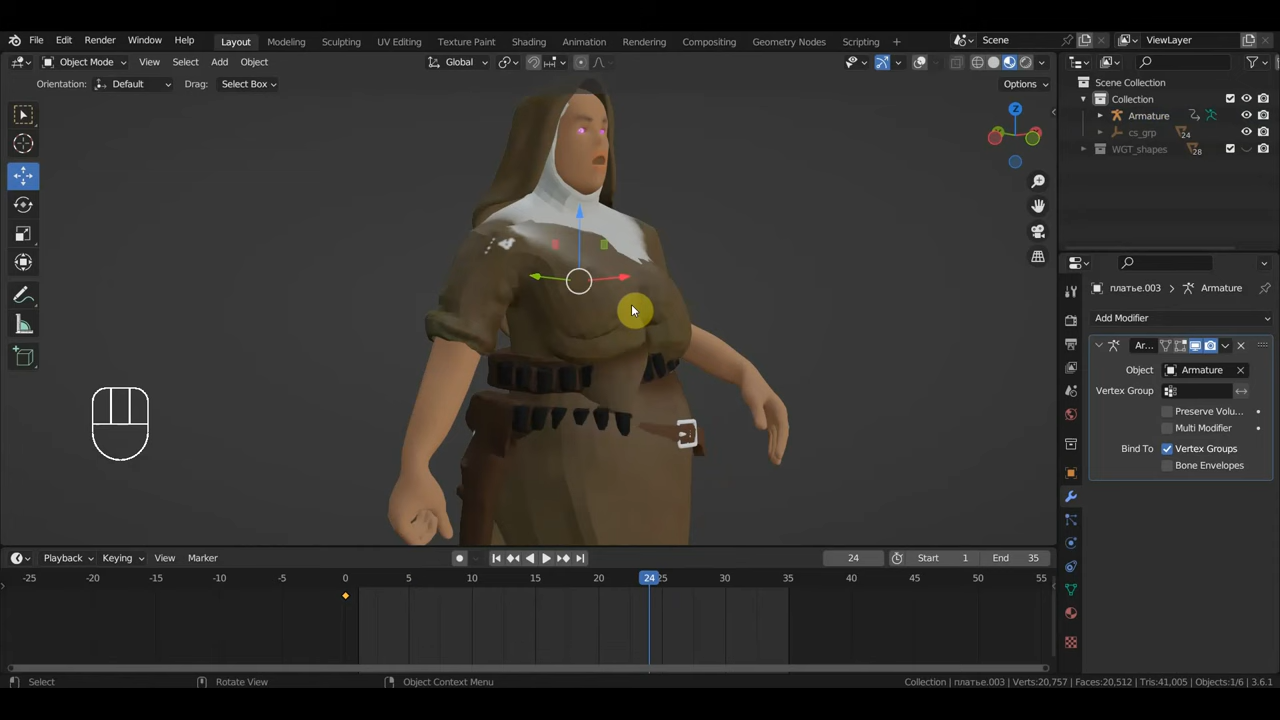 File Edit Render Window Help Layout Modeling Sculpting UV Editing Texture Paint Shading Animation Rendering Compositing Geometry Nodes Scripting + Scene ViewLayer
Object Mode View Select Add Object Global
Orientation: Default Drag: Select Box Options
Scene Collection
Collection
Armature
cs_grp 24
WGT_shapes 28
Z
платье.003 > Armature
Add Modifier
Ar...
Object Armature
Vertex Group
Preserve Volu...
Multi Modifier
Bind To Vertex Groups
Bone Envelopes
Playback Keying View Marker 24 Start 1 End 35
-25 -20 -15 -10 -5 0 5 10 15 20 24 25 30 35 40 45 50 55
Select Rotate View Object Context Menu Collection | платье.003 | Verts:20,757 | Faces:20,512 | Tris:41,005 | Objects:1/6 | 3.6.1